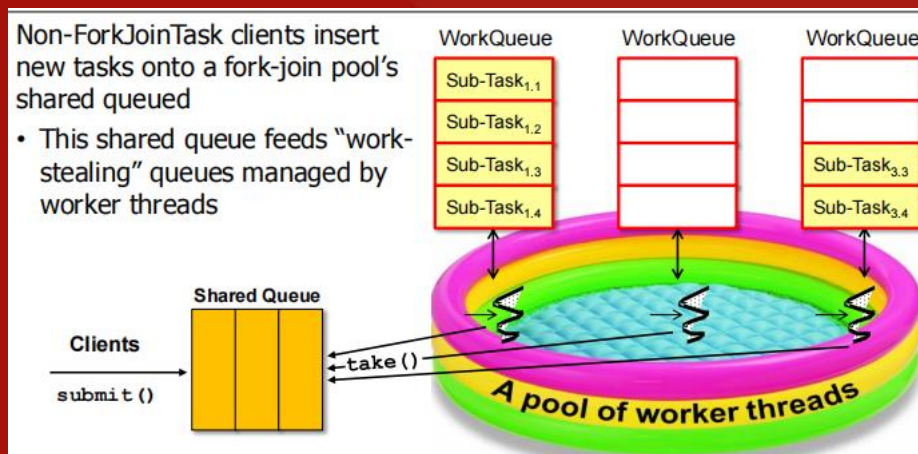 Non-ForkJoinTask clients insert
new tasks onto a fork-join pool's
shared queued
• This shared queue feeds "work-
stealing" queues managed by
worker threads
WorkQueue
Sub-Task1.1
Sub-Task1.2
Sub-Task1.3
Sub-Task1.4
WorkQueue
WorkQueue
Sub-Task3.3
Sub-Task3.4
Shared Queue
Clients
submit()
take()
A pool of worker threads